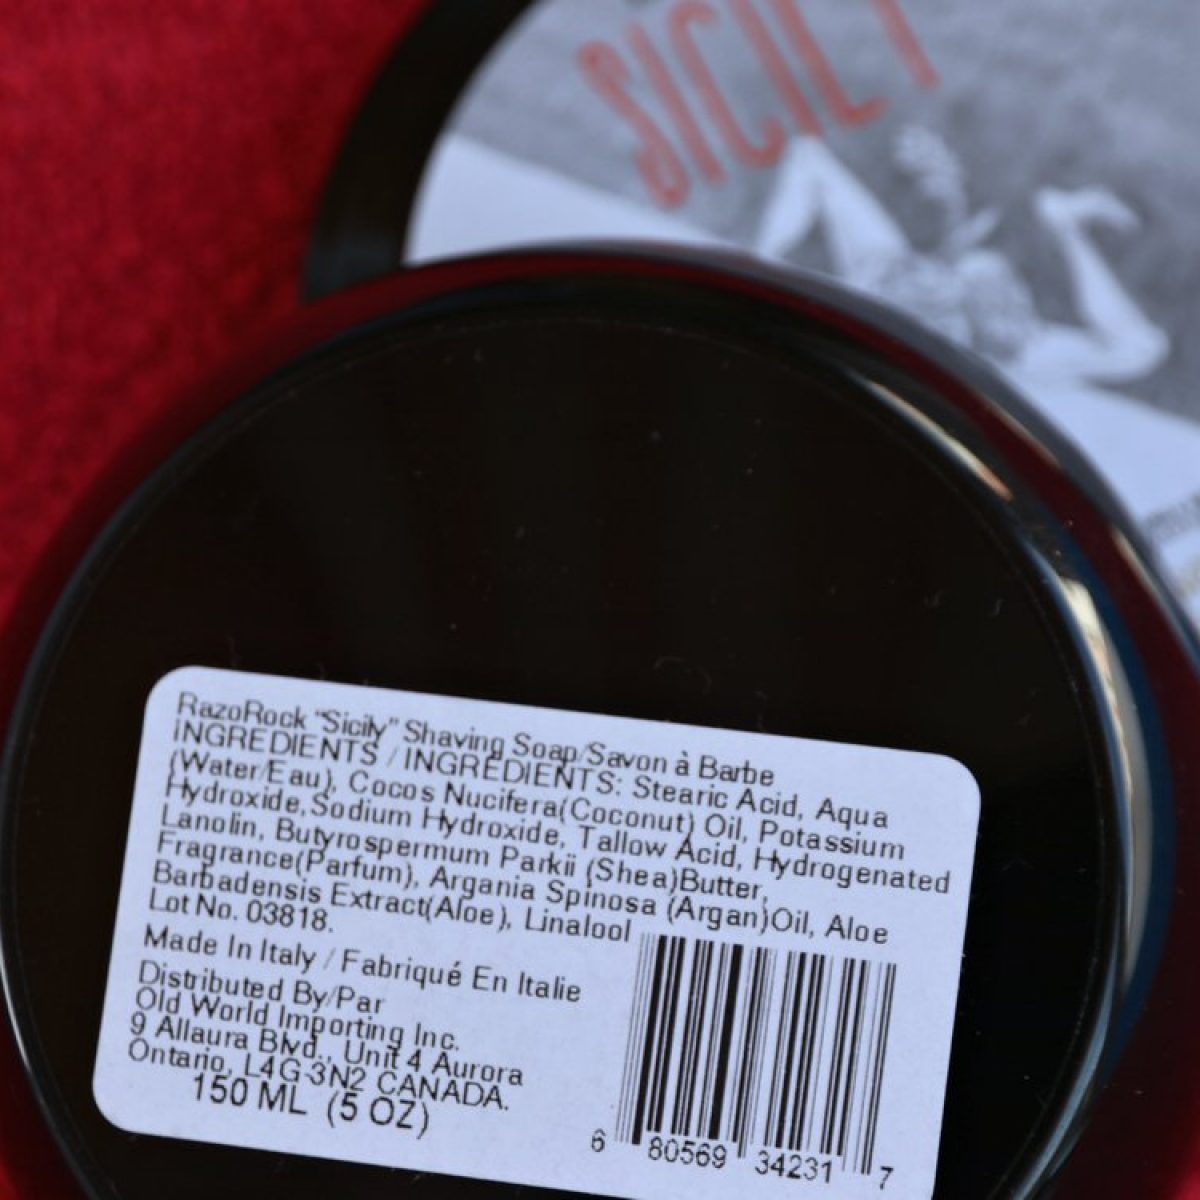 SICILY
RazoRock "Sicily" Shaving Soap/Savon à Barbe
INGREDIENTS / INGRÉDIENTS: Stearic Acid, Aqua
(Water/Eau), Cocos Nucifera(Coconut) Oil, Potassium
Hydroxide, Sodium Hydroxide, Tallow Acid, Hydrogenated
Lanolin, Butyrospermum Parkii (Shea)Butter,
Fragrance(Parfum), Argania Spinosa (Argan)Oil, Aloe
Barbadensis Extract(Aloe), Linalool
Lot No. 03818.
Made In Italy / Fabriqué En Italie
Distributed By/Par
Old World Importing Inc.
9 Allaura Blvd., Unit 4 Aurora
Ontario, L4G-3N2 CANADA.
150 ML (5 OZ)
6 80569 34231 7